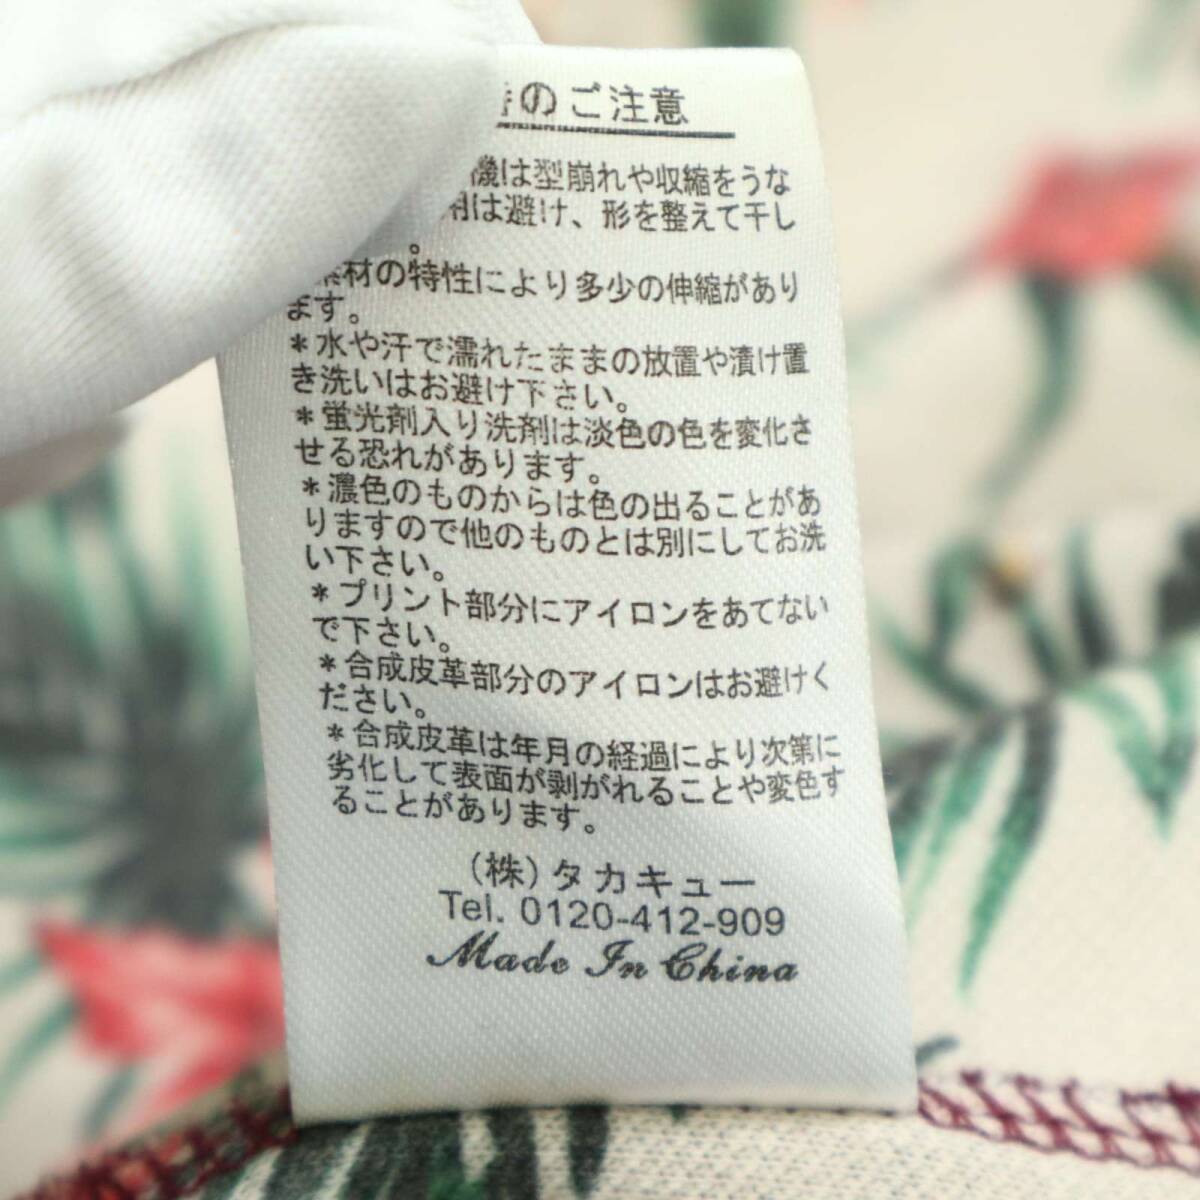 のご注意
機は型崩れや収縮をうな
用は避け、形を整えて干し
。
素材の特性により多少の伸縮があり
ます。
*水や汗で濡れたままの放置や漬け置
き洗いはお避け下さい。
*蛍光剤入り洗剤は淡色の色を変化さ
せる恐れがあります。
*濃色のものからは色の出ることがあ
りますので他のものとは別にしてお洗
い下さい。
*プリント部分にアイロンをあてない
で下さい。
*合成皮革部分のアイロンはお避けく
ださい。
*合成皮革は年月の経過により次第に
劣化して表面が剥がれることや変色す
ることがあります。
(株)タカキュー
Tel. 0120-412-909
Made In China